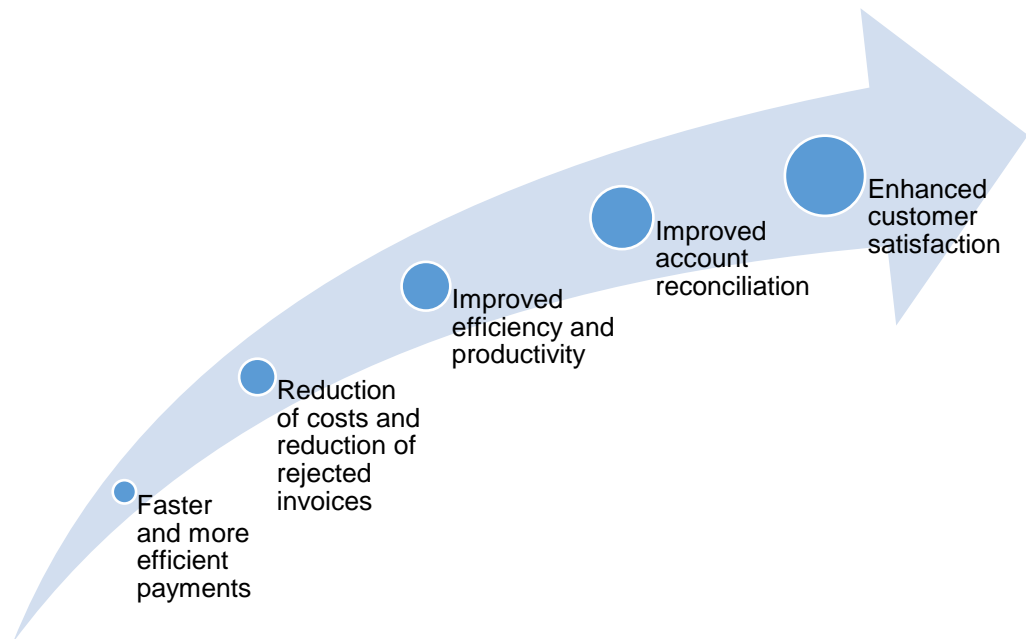 Faster
and more
efficient
payments
Reduction
of costs and
reduction of
rejected
invoices
Improved
efficiency and
productivity
Improved
account
reconciliation
Enhanced
customer
satisfaction